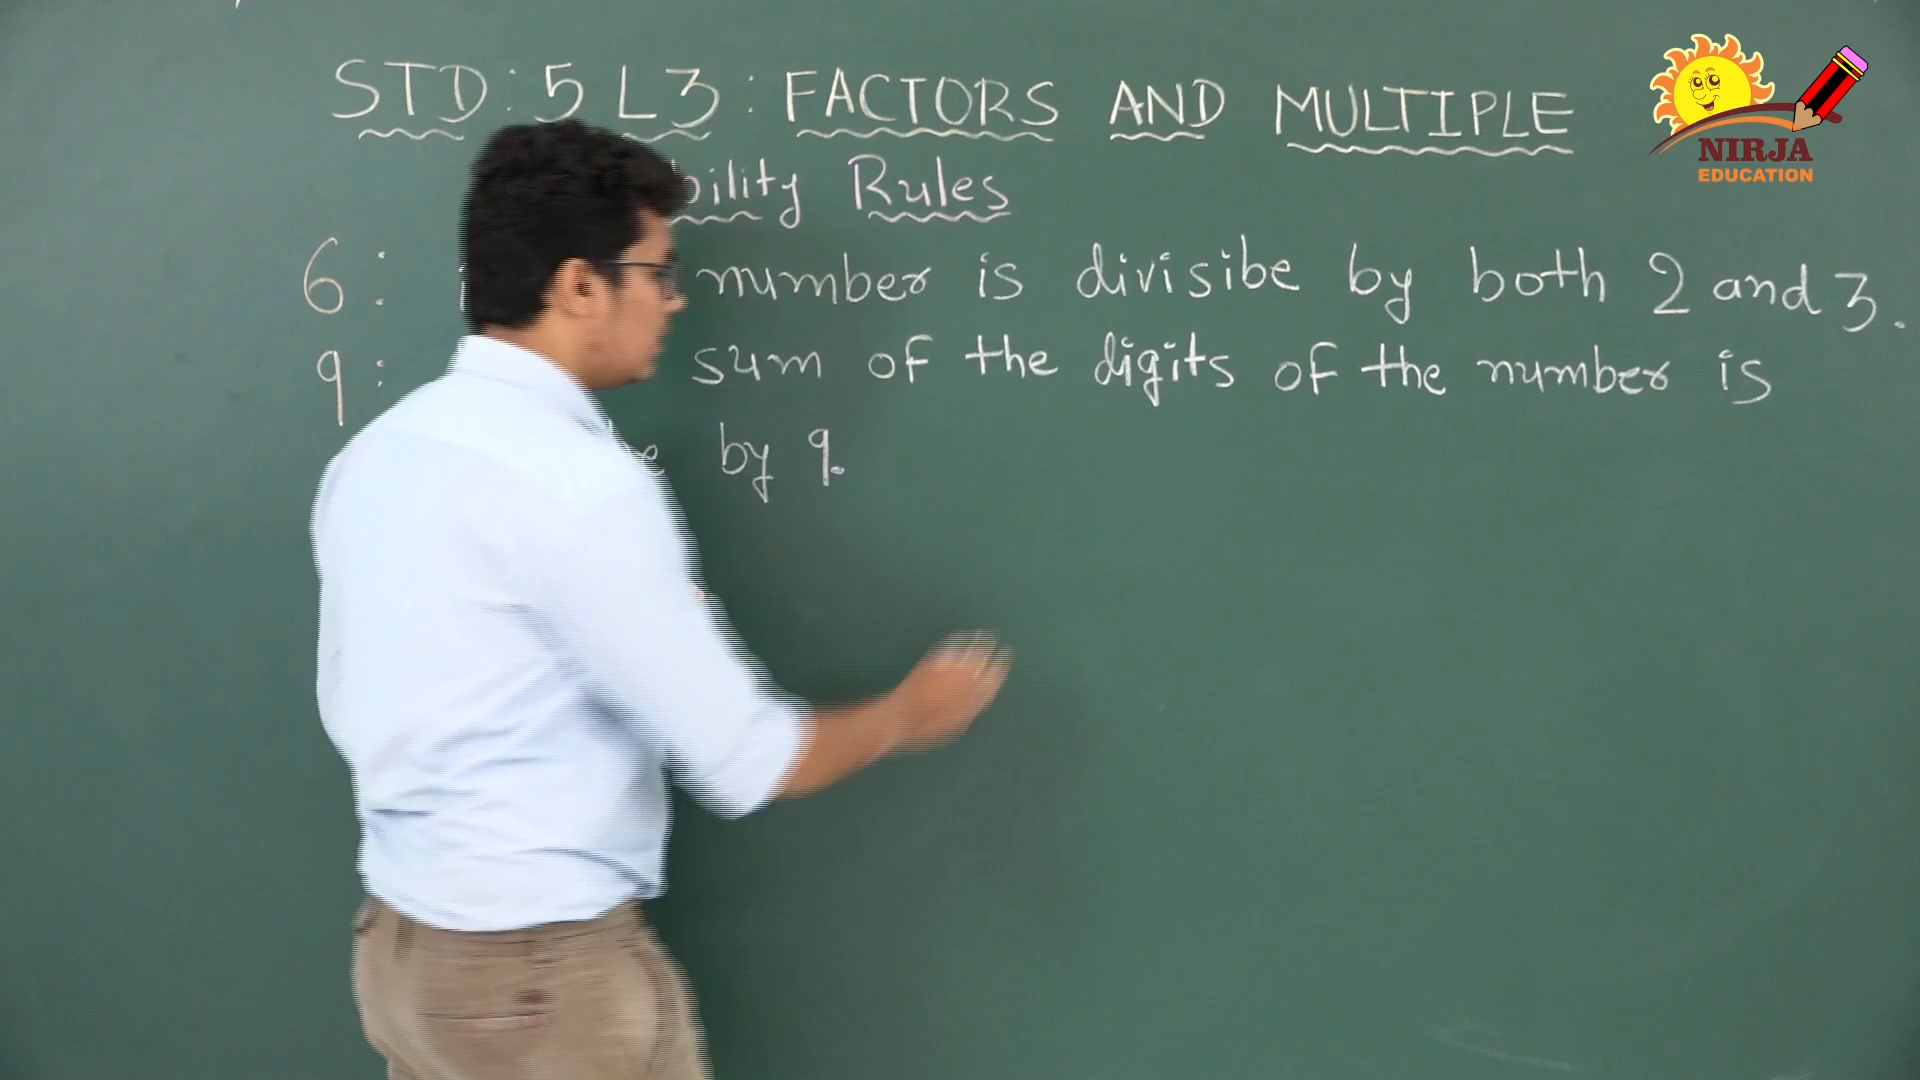 STD: 5 L3: FACTORS AND MULTIPLE
NIRJA
EDUCATION
bility Rules
6: number is divisibe by both 2 and 3.
9: sum of the digits of the number is
by 9.